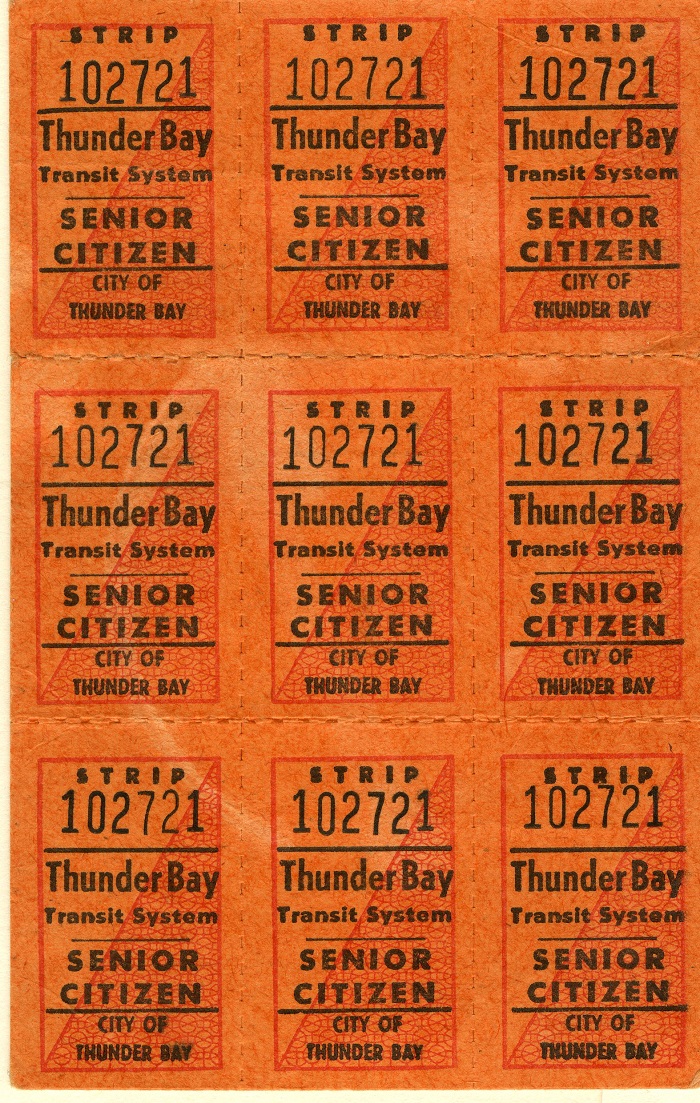 STRIP STRIP STRIP
102721 102721 102721
Thunder Bay Thunder Bay Thunder Bay
Transit System Transit System Transit System
SENIOR SENIOR SENIOR
CITIZEN CITIZEN CITIZEN
CITY OF CITY OF CITY OF
THUNDER BAY THUNDER BAY THUNDER BAY
STRIP STRIP STRIP
102721 102721 102721
Thunder Bay Thunder Bay Thunder Bay
Transit System Transit System Transit System
SENIOR SENIOR SENIOR
CITIZEN CITIZEN CITIZEN
CITY OF CITY OF CITY OF
THUNDER BAY THUNDER BAY THUNDER BAY
STRIP STRIP STRIP
102721 102721 102721
Thunder Bay Thunder Bay Thunder Bay
Transit System Transit System Transit System
SENIOR SENIOR SENIOR
CITIZEN CITIZEN CITIZEN
CITY OF CITY OF CITY OF
THUNDER BAY THUNDER BAY THUNDER BAY